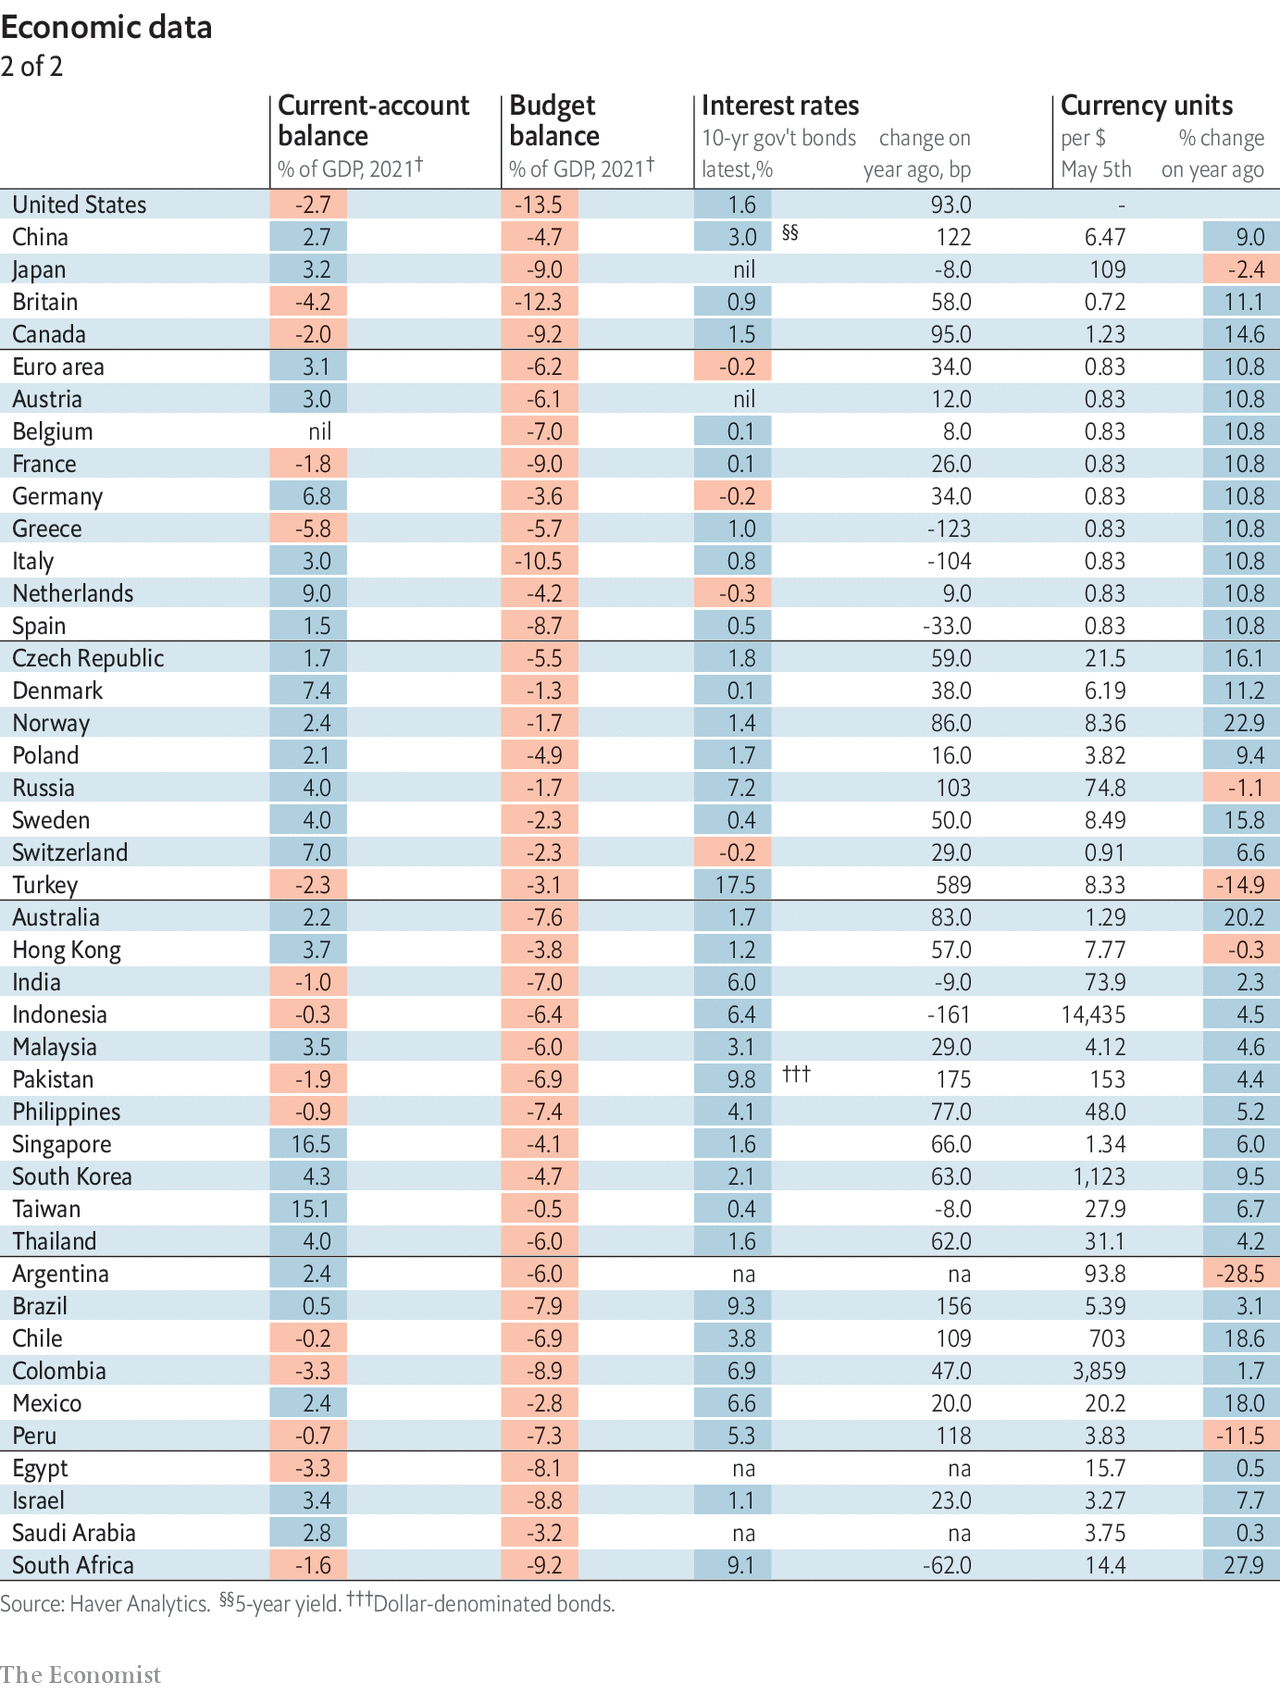 Economic data
2 of 2
Current-account balance % of GDP, 2021† Budget balance % of GDP, 2021† Interest rates 10-yr gov't bonds latest,% change on year ago, bp Currency units per $ May 5th % change on year ago
United States -2.7 -13.5 1.6 93.0 -
China 2.7 -4.7 3.0 §§ 122 6.47 9.0
Japan 3.2 -9.0 nil -8.0 109 -2.4
Britain -4.2 -12.3 0.9 58.0 0.72 11.1
Canada -2.0 -9.2 1.5 95.0 1.23 14.6
Euro area 3.1 -6.2 -0.2 34.0 0.83 10.8
Austria 3.0 -6.1 nil 12.0 0.83 10.8
Belgium nil -7.0 0.1 8.0 0.83 10.8
France -1.8 -9.0 0.1 26.0 0.83 10.8
Germany 6.8 -3.6 -0.2 34.0 0.83 10.8
Greece -5.8 -5.7 1.0 -123 0.83 10.8
Italy 3.0 -10.5 0.8 -104 0.83 10.8
Netherlands 9.0 -4.2 -0.3 9.0 0.83 10.8
Spain 1.5 -8.7 0.5 -33.0 0.83 10.8
Czech Republic 1.7 -5.5 1.8 59.0 21.5 16.1
Denmark 7.4 -1.3 0.1 38.0 6.19 11.2
Norway 2.4 -1.7 1.4 86.0 8.36 22.9
Poland 2.1 -4.9 1.7 16.0 3.82 9.4
Russia 4.0 -1.7 7.2 103 74.8 -1.1
Sweden 4.0 -2.3 0.4 50.0 8.49 15.8
Switzerland 7.0 -2.3 -0.2 29.0 0.91 6.6
Turkey -2.3 -3.1 17.5 589 8.33 -14.9
Australia 2.2 -7.6 1.7 83.0 1.29 20.2
Hong Kong 3.7 -3.8 1.2 57.0 7.77 -0.3
India -1.0 -7.0 6.0 -9.0 73.9 2.3
Indonesia -0.3 -6.4 6.4 -161 14,435 4.5
Malaysia 3.5 -6.0 3.1 29.0 4.12 4.6
Pakistan -1.9 -6.9 9.8 ††† 175 153 4.4
Philippines -0.9 -7.4 4.1 77.0 48.0 5.2
Singapore 16.5 -4.1 1.6 66.0 1.34 6.0
South Korea 4.3 -4.7 2.1 63.0 1,123 9.5
Taiwan 15.1 -0.5 0.4 -8.0 27.9 6.7
Thailand 4.0 -6.0 1.6 62.0 31.1 4.2
Argentina 2.4 -6.0 na na 93.8 -28.5
Brazil 0.5 -7.9 9.3 156 5.39 3.1
Chile -0.2 -6.9 3.8 109 703 18.6
Colombia -3.3 -8.9 6.9 47.0 3,859 1.7
Mexico 2.4 -2.8 6.6 20.0 20.2 18.0
Peru -0.7 -7.3 5.3 118 3.83 -11.5
Egypt -3.3 -8.1 na na 15.7 0.5
Israel 3.4 -8.8 1.1 23.0 3.27 7.7
Saudi Arabia 2.8 -3.2 na na 3.75 0.3
South Africa -1.6 -9.2 9.1 -62.0 14.4 27.9
Source: Haver Analytics. §§5-year yield. †††Dollar-denominated bonds.
The Economist